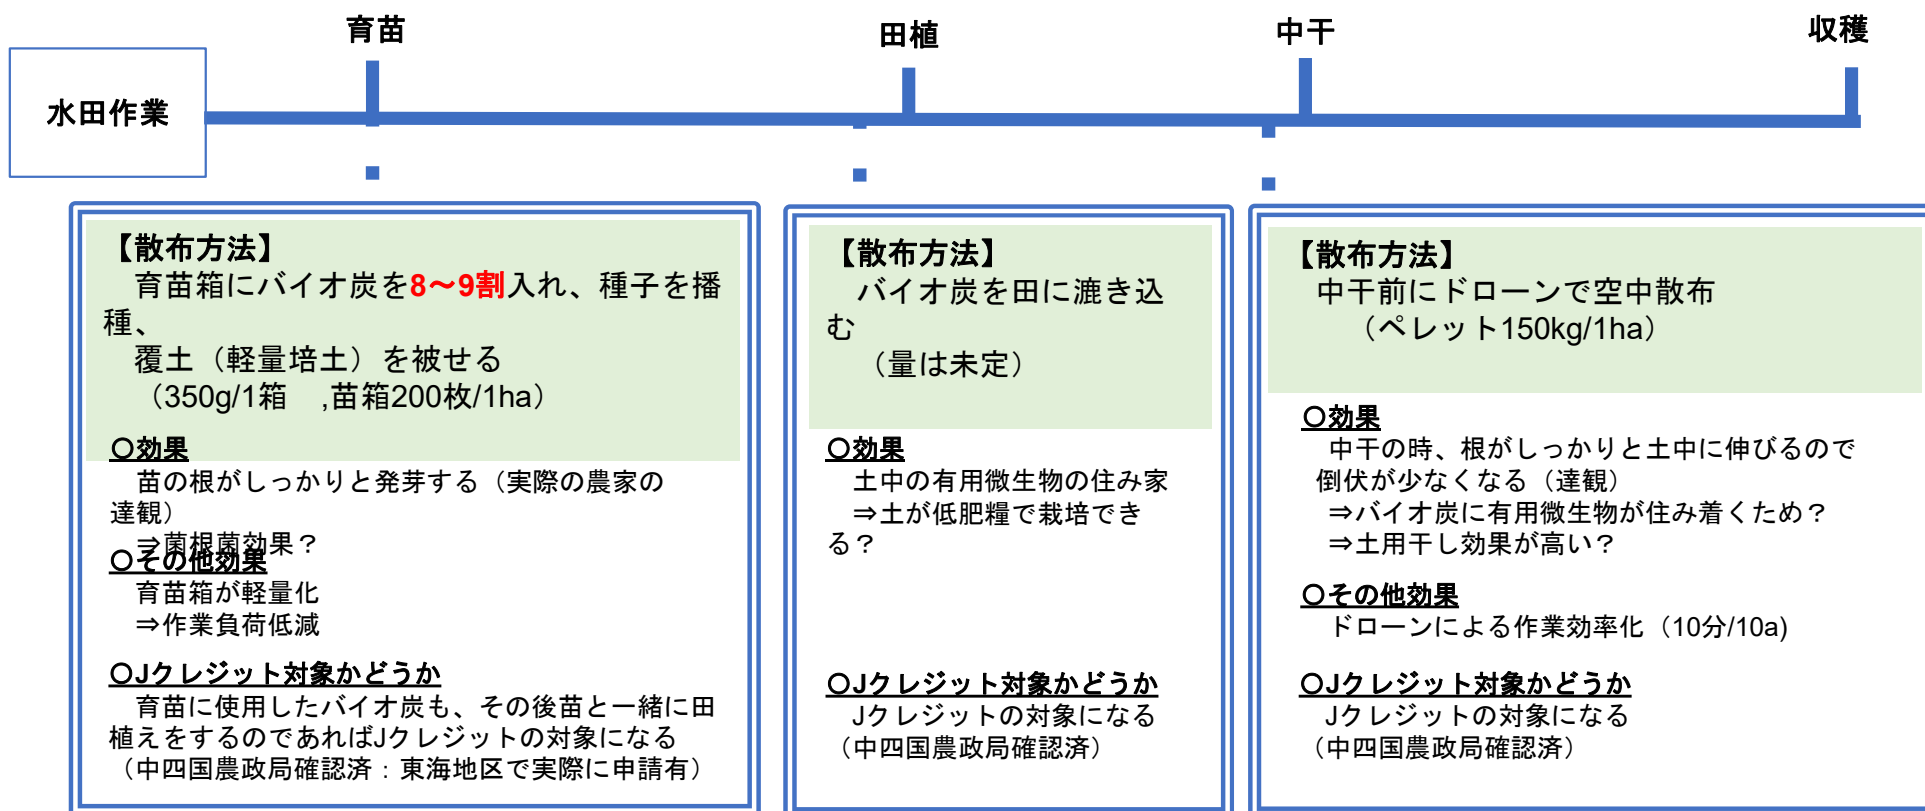 育苗
田植
中干
収穫
水田作業
【散布方法】
育苗箱にバイオ炭を8~9割入れ、種子を播
種、
覆土（軽量培土）を被せる
（350g/1箱　,苗箱200枚/1ha）
〇効果
苗の根がしっかりと発芽する（実際の農家の
達観）
⇒菌根菌効果？
〇その他効果
育苗箱が軽量化
⇒作業負荷低減
〇Jクレジット対象かどうか
育苗に使用したバイオ炭も、その後苗と一緒に田
植えをするのであればJクレジットの対象になる
（中四国農政局確認済：東海地区で実際に申請有）
【散布方法】
バイオ炭を田に漉き込
む
（量は未定）
〇効果
土中の有用微生物の住み家
⇒土が低肥糧で栽培でき
る？
〇Jクレジット対象かどうか
Jクレジットの対象になる
（中四国農政局確認済）
【散布方法】
中干前にドローンで空中散布
（ペレット150kg/1ha）
〇効果
中干の時、根がしっかりと土中に伸びるので
倒伏が少なくなる（達観）
⇒バイオ炭に有用微生物が住み着くため？
⇒土用干し効果が高い？
〇その他効果
ドローンによる作業効率化（10分/10a)
〇Jクレジット対象かどうか
Jクレジットの対象になる
（中四国農政局確認済）